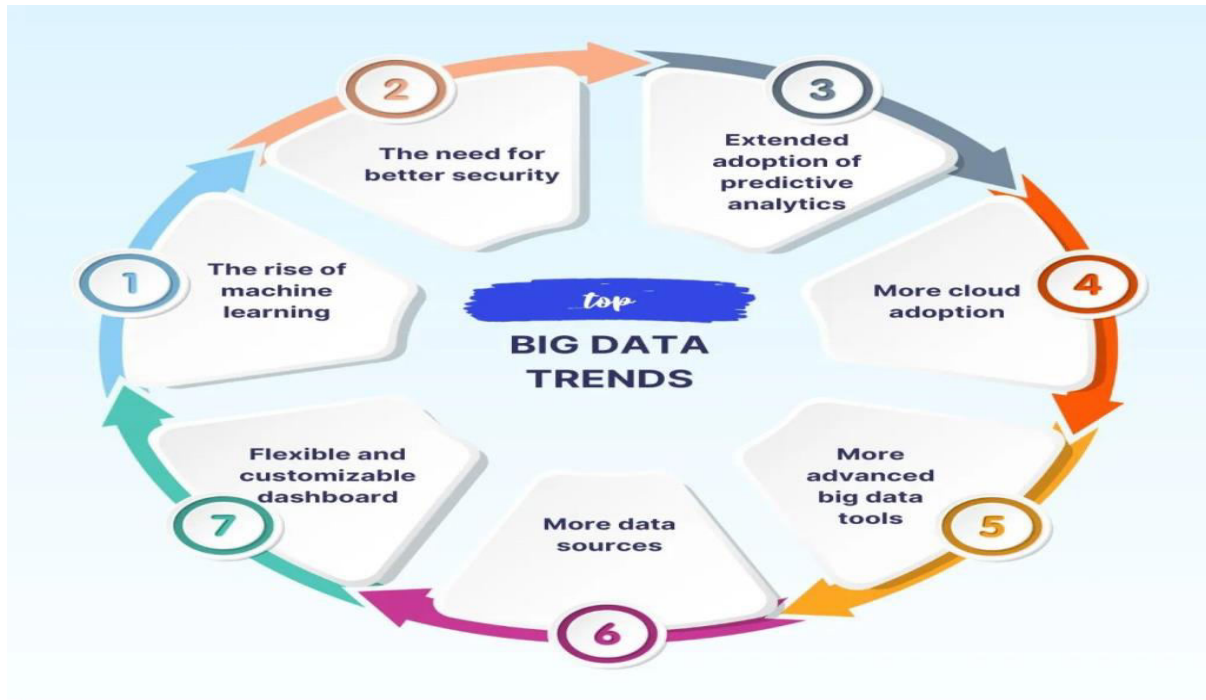 top
BIG DATA
TRENDS
1
The rise of
machine
learning
2
The need for
better security
3
Extended
adoption of
predictive
analytics
4
More cloud
adoption
5
More
advanced
big data
tools
6
More data
sources
7
Flexible and
customizable
dashboard